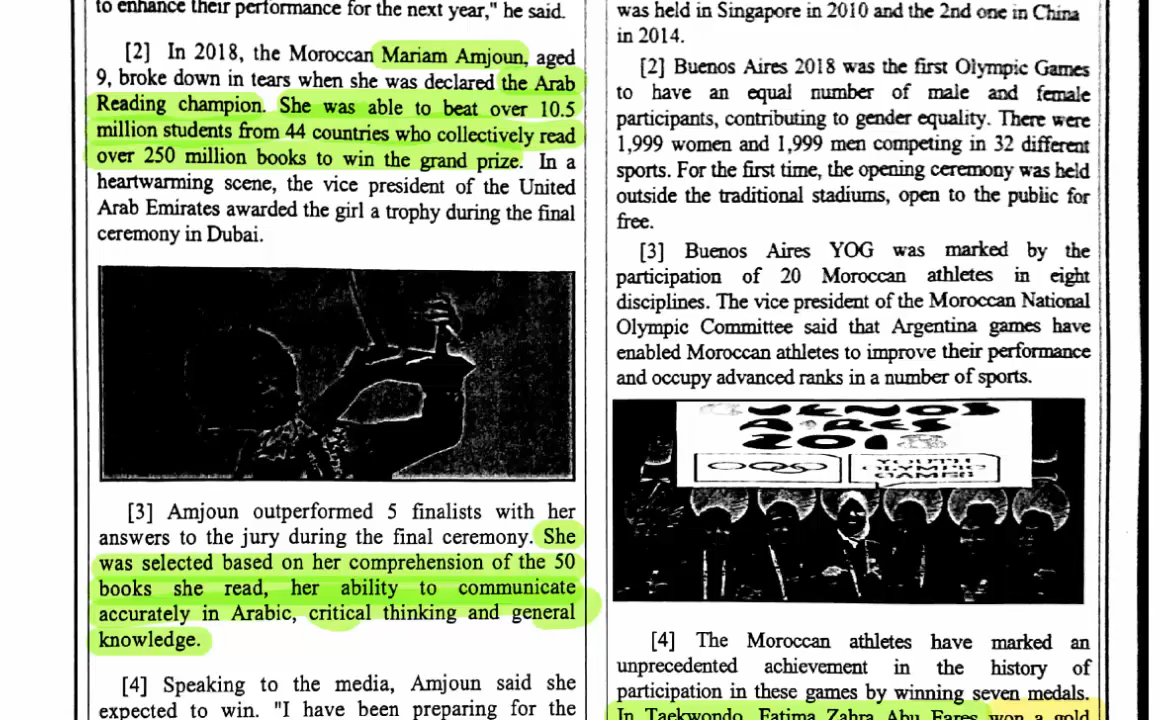 to enhance their performance for the next year," he said.
[2] In 2018, the Moroccan Mariam Amjoun, aged
9, broke down in tears when she was declared the Arab
Reading champion. She was able to beat over 10.5
million students from 44 countries who collectively read
over 250 million books to win the grand prize. In a
heartwarming scene, the vice president of the United
Arab Emirates awarded the girl a trophy during the final
ceremony in Dubai.
[3] Amjoun outperformed 5 finalists with her
answers to the jury during the final ceremony. She
was selected based on her comprehension of the 50
books she read, her ability to communicate
accurately in Arabic, critical thinking and general
knowledge.
[4] Speaking to the media, Amjoun said she
expected to win. "I have been preparing for the
was held in Singapore in 2010 and the 2nd one in China
in 2014.
[2] Buenos Aires 2018 was the first Olympic Games
to have an equal number of male and female
participants, contributing to gender equality. There were
1,999 women and 1,999 men competing in 32 different
sports. For the first time, the opening ceremony was held
outside the traditional stadiums, open to the public for
free.
[3] Buenos Aires YOG was marked by the
participation of 20 Moroccan athletes in eight
disciplines. The vice president of the Moroccan National
Olympic Committee said that Argentina games have
enabled Moroccan athletes to improve their performance
and occupy advanced ranks in a number of sports.
BUENOS
AIRES
2018
YOUTH
OLYMPIC
GAMES
[4] The Moroccan athletes have marked an
unprecedented achievement in the history of
participation in these games by winning seven medals.
In Taekwondo, Fatima Zahra Abu Fares won a gold